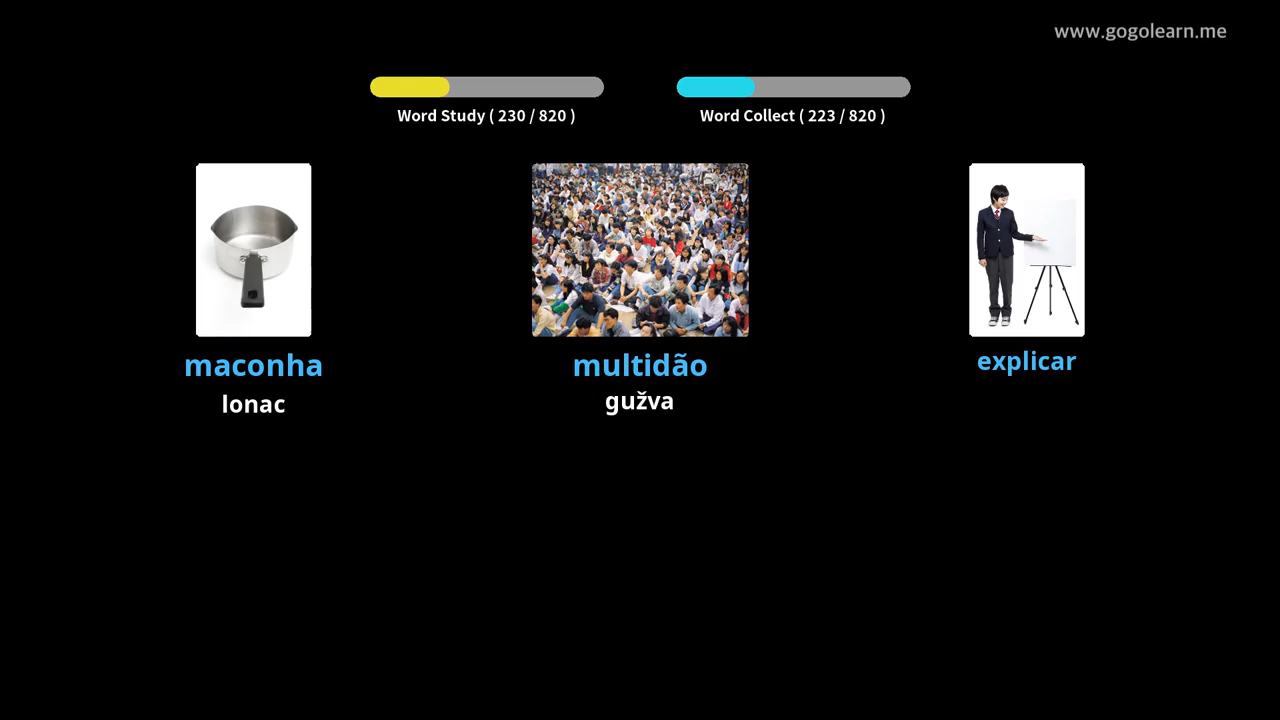 www.gogolearn.me
Word Study ( 230 / 820 )
Word Collect ( 223 / 820 )
maconha
lonac
multidão
gužva
explicar